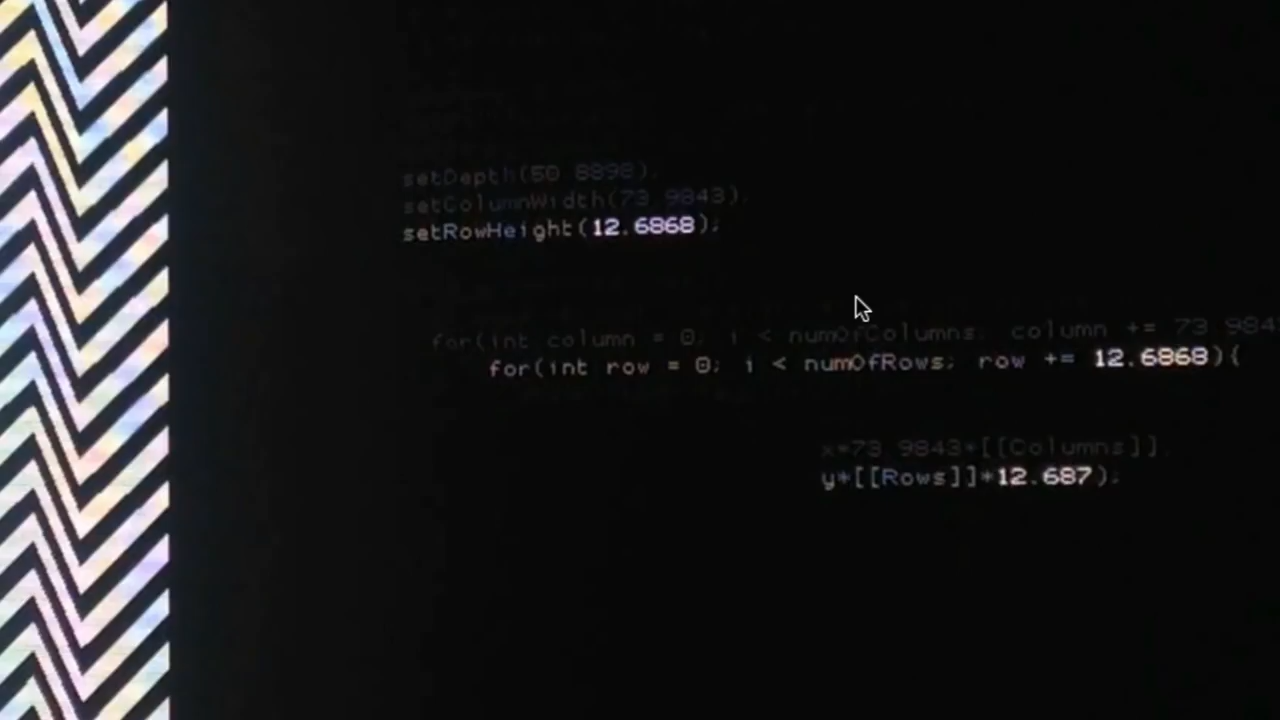 setDepth(50.8898);
setColumnWidth(73.9843);
setRowHeight(12.6868);
for(int column = 0; i < numOfColumns; column += 73.984
for(int row = 0; i < numOfRows; row += 12.6868){
x*73.9843*[[Columns]],
y*[[Rows]]*12.687);